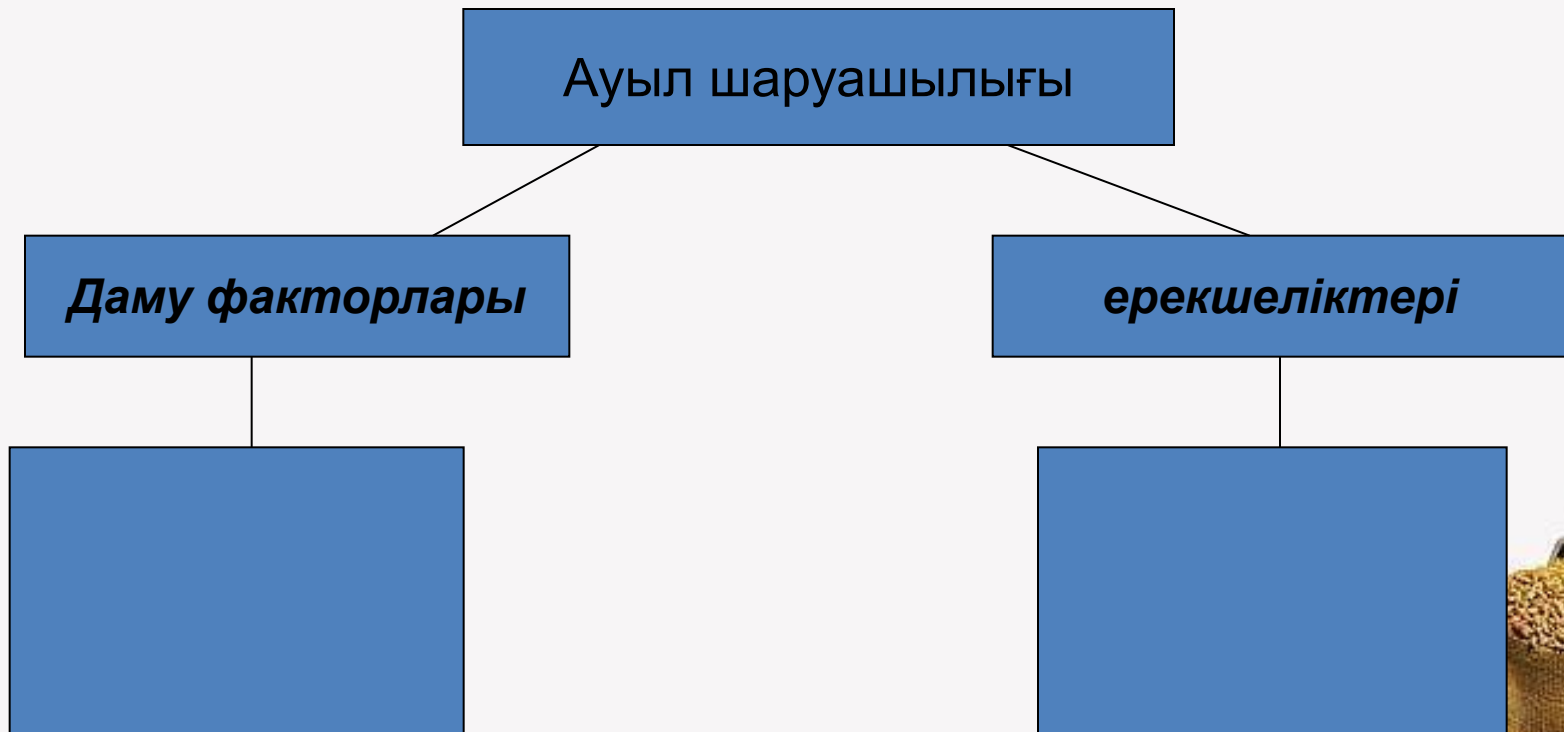 Ауыл шаруашылығы
Даму факторлары
ерекшеліктері